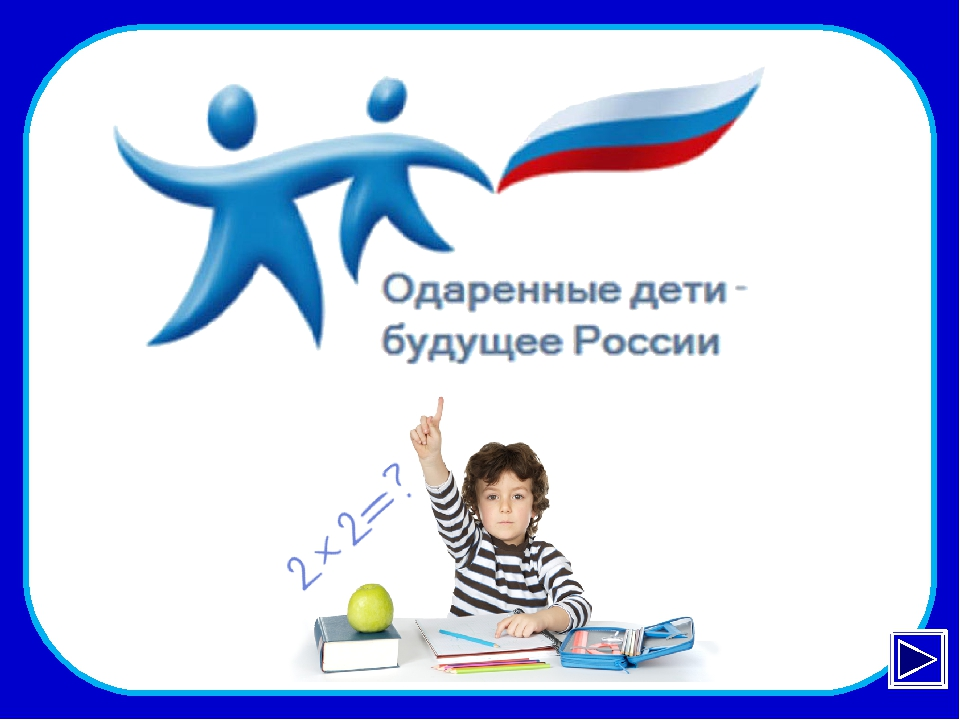 Одаренные дети -
будущее России
2 x 2 = ?